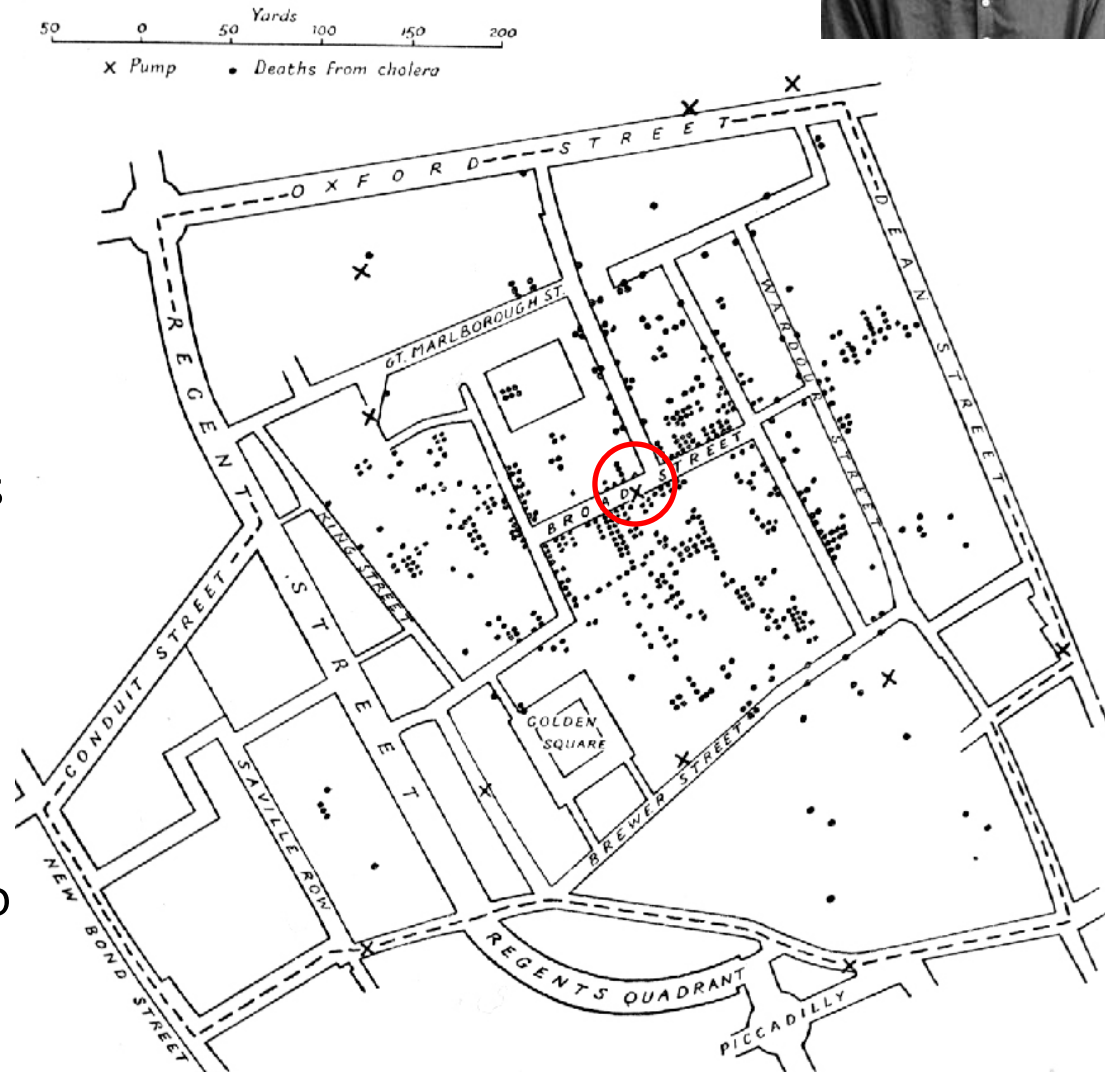 Yards
50 0 50 100 150 200
× Pump • Deaths from cholera
OXFORD STREET
DEAN STREET
REGENT STREET
GT. MARLBOROUGH ST.
WARDOUR STREET
BROAD STREET
KING STREET
CONDUIT STREET
GOLDEN
SQUARE
SAVILLE ROW
BREWER STREET
NEW BOND STREET
REGENTS QUADRANT
PICCADILLY